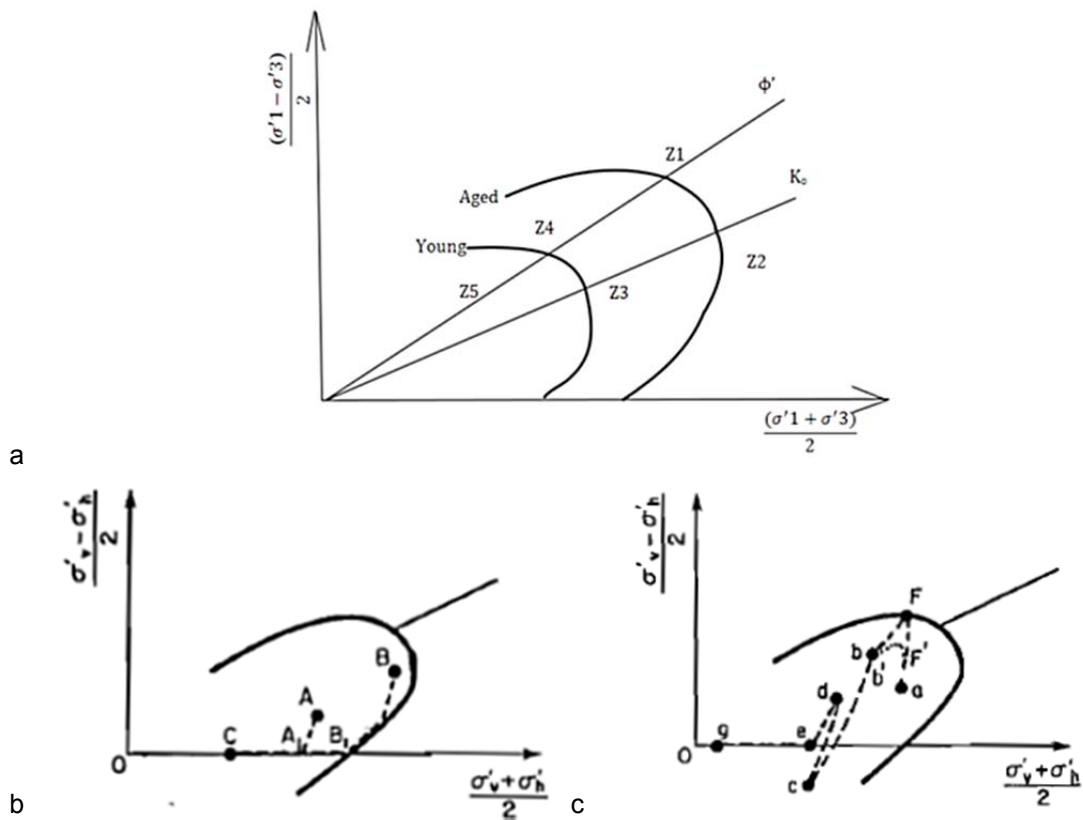 (σ'1 − σ'3)
2
ϕ'
Z1
Aged
K₀
Z4
Young
Z2
Z5
Z3
(σ'1 + σ'3)
2
a
σ'v − σ'h
2
B
A
C
A₁
B₁
O
σ'v + σ'h
2
b
σ'v − σ'h
2
F
b
F'
b'
a
d
g
e
O
c
σ'v + σ'h
2
c